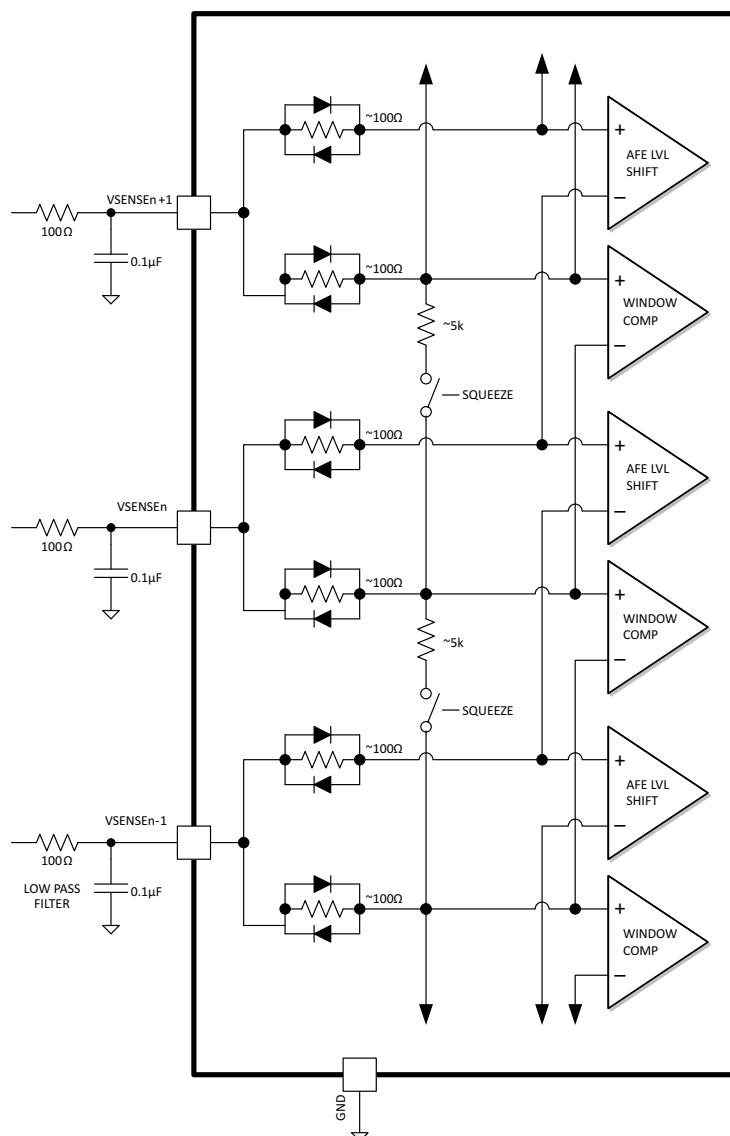 ~100Ω
+
AFE LVL
SHIFT
−
VSENSEn+1
100Ω
0.1µF
~100Ω
+
WINDOW
COMP
−
~5k
SQUEEZE
~100Ω
+
AFE LVL
SHIFT
−
VSENSEn
100Ω
0.1µF
~100Ω
+
WINDOW
COMP
−
~5k
SQUEEZE
~100Ω
+
AFE LVL
SHIFT
−
VSENSEn-1
100Ω
LOW PASS
FILTER
0.1µF
~100Ω
+
WINDOW
COMP
−
GND